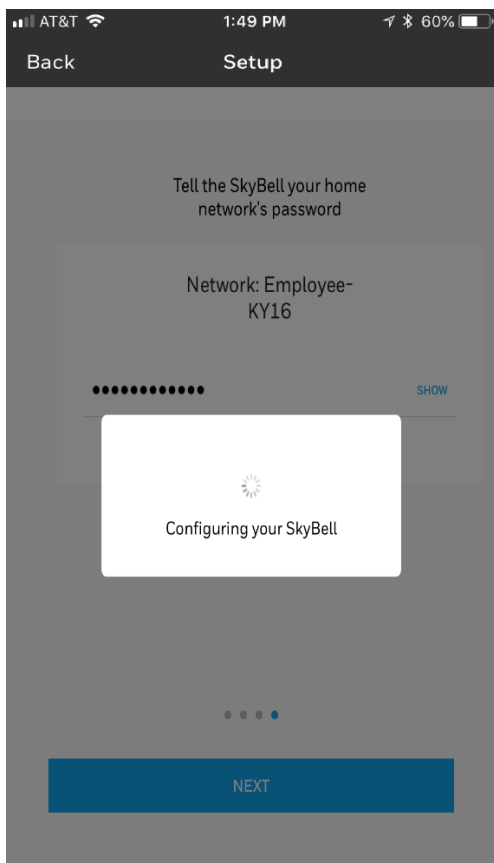 AT&T 1:49 PM 60%
Back Setup
Tell the SkyBell your home
network's password
Network: Employee-
KY16
•••••••••••• SHOW
Configuring your SkyBell
NEXT